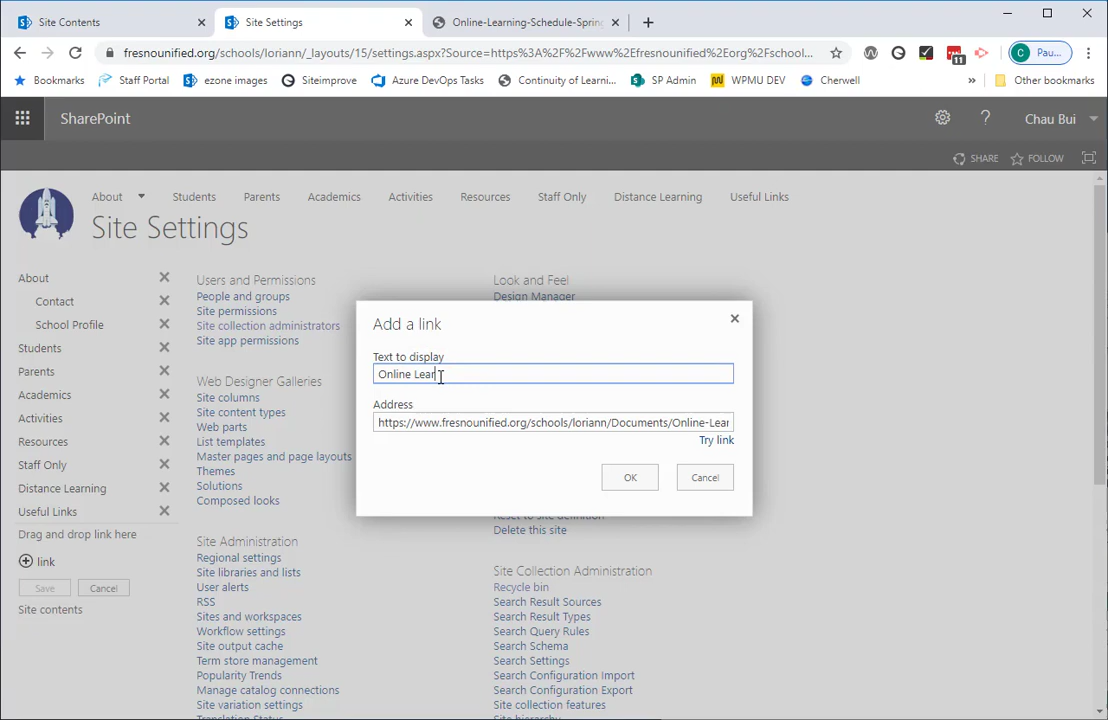 Site Contents
Site Settings
Online-Learning-Schedule-Sprin
fresnounified.org/schools/loriann/_layouts/15/settings.aspx?Source=https%3A%2F%2Fwww%2Efresnounified%2Eorg%2Fschool...
11
C Pau...
Bookmarks
Staff Portal
ezone images
Siteimprove
Azure DevOps Tasks
Continuity of Learni...
SP Admin
WPMU DEV
Cherwell
»
Other bookmarks
SharePoint
?
Chau Bui
SHARE
FOLLOW
About
Students
Parents
Academics
Activities
Resources
Staff Only
Distance Learning
Useful Links
Site Settings
About
Contact
School Profile
Students
Parents
Academics
Activities
Resources
Staff Only
Distance Learning
Useful Links
Drag and drop link here
link
Save
Cancel
Site contents
Users and Permissions
People and groups
Site permissions
Site collection administrators
Site app permissions
Web Designer Galleries
Site columns
Site content types
Web parts
List templates
Master pages and page layouts
Themes
Solutions
Composed looks
Site Administration
Regional settings
Site libraries and lists
User alerts
RSS
Sites and workspaces
Workflow settings
Site output cache
Term store management
Popularity Trends
Manage catalog connections
Site variation settings
Translation Status
Look and Feel
Design Manager
Add a link
Text to display
Online Lear
Address
https://www.fresnounified.org/schools/loriann/Documents/Online-Lear
Try link
OK
Cancel
Reset to site definition
Delete this site
Site Collection Administration
Recycle bin
Search Result Sources
Search Result Types
Search Query Rules
Search Schema
Search Settings
Search Configuration Import
Search Configuration Export
Site collection features
Site hierarchy